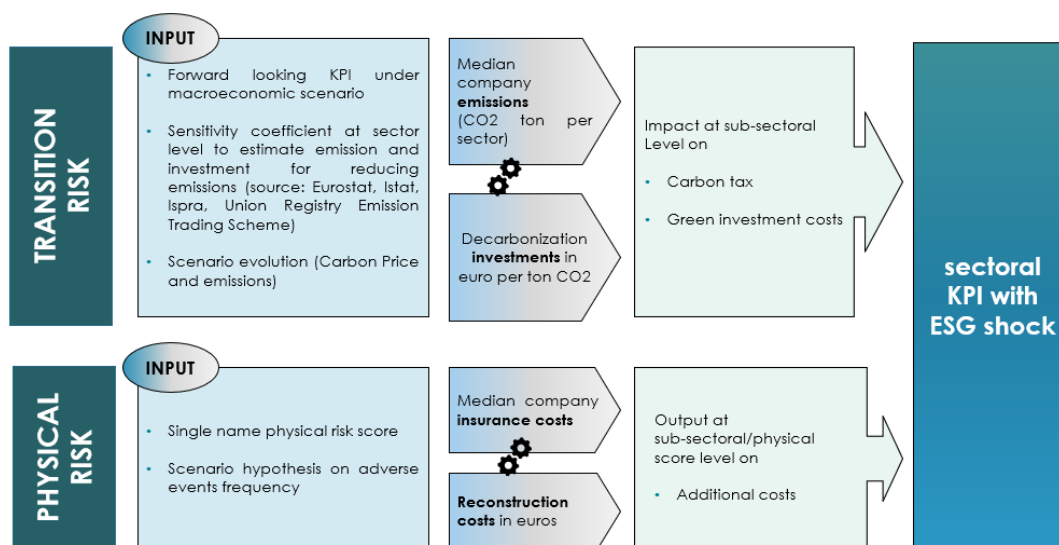 TRANSITION
RISK
INPUT
• Forward looking KPI under
macroeconomic scenario
• Sensitivity coefficient at sector
level to estimate emission and
investment for reducing
emissions (source: Eurostat, Istat,
Ispra, Union Registry Emission
Trading Scheme)
• Scenario evolution (Carbon Price
and emissions)
Median
company
emissions
(CO2 ton per
sector)
Decarbonization
investments in
euro per ton CO2
Impact at sub-sectoral
Level on
• Carbon tax
• Green investment costs
PHYSICAL
RISK
INPUT
• Single name physical risk score
• Scenario hypothesis on adverse
events frequency
Median company
insurance costs
Reconstruction
costs in euros
Output at
sub-sectoral/physical
score level on
• Additional costs
sectoral
KPI with
ESG shock